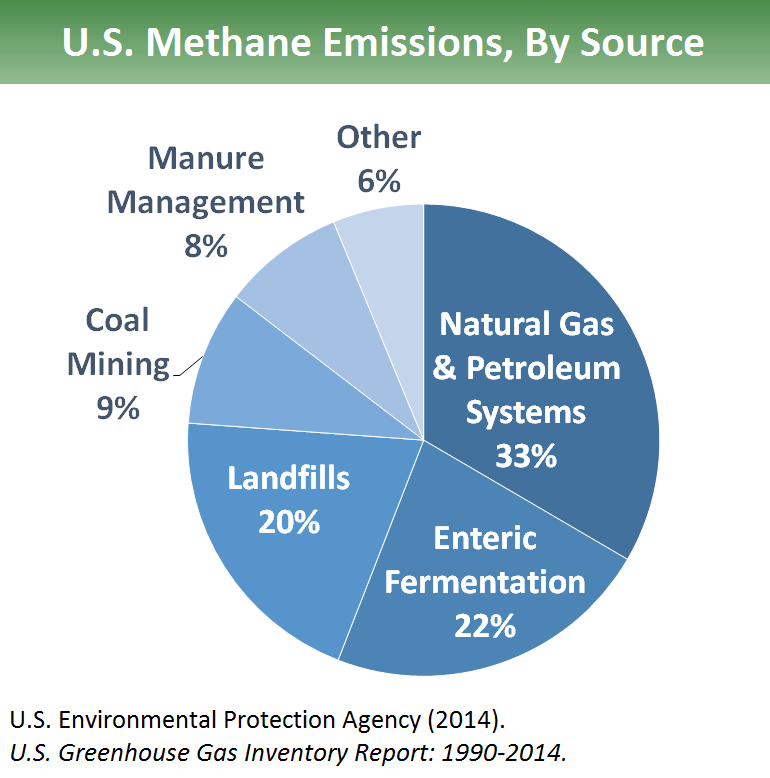 U.S. Methane Emissions, By Source
Other
6%
Manure
Management
8%
Coal
Mining
9%
Natural Gas
& Petroleum
Systems
33%
Landfills
20%
Enteric
Fermentation
22%
U.S. Environmental Protection Agency (2014).
U.S. Greenhouse Gas Inventory Report: 1990-2014.